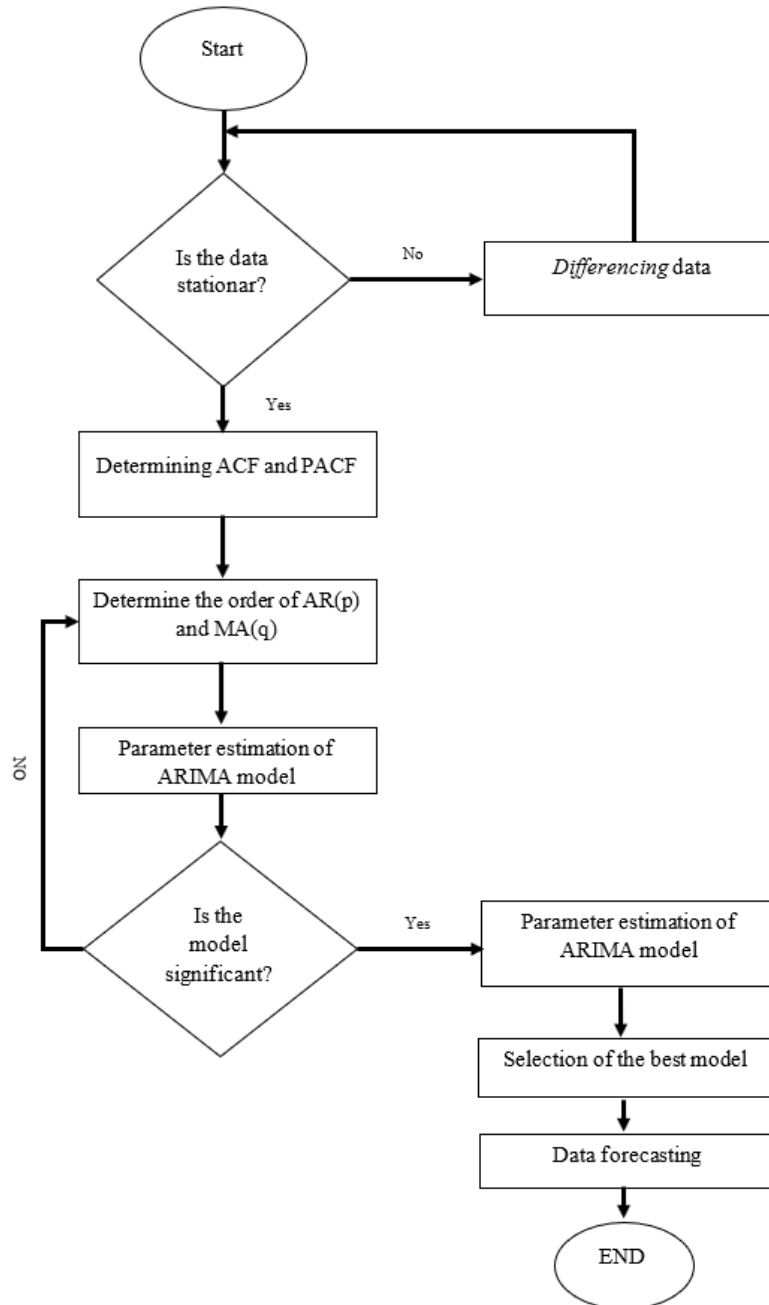 Start
Is the data
stationar?
No
Differencing data
Yes
Determining ACF and PACF
Determine the order of AR(p)
and MA(q)
Parameter estimation of
ARIMA model
NO
Is the
model
significant?
Yes
Parameter estimation of
ARIMA model
Selection of the best model
Data forecasting
END